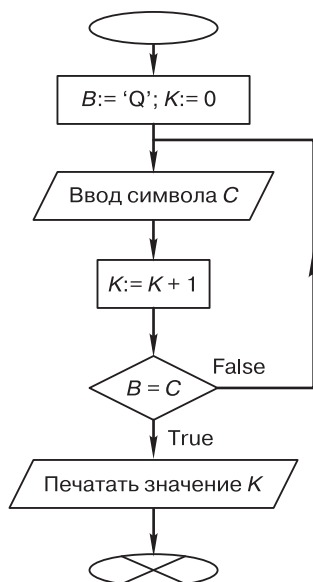 B:= ‘Q’; K:= 0
Ввод символа C
K:= K + 1
B = C
False
True
Печатать значение K